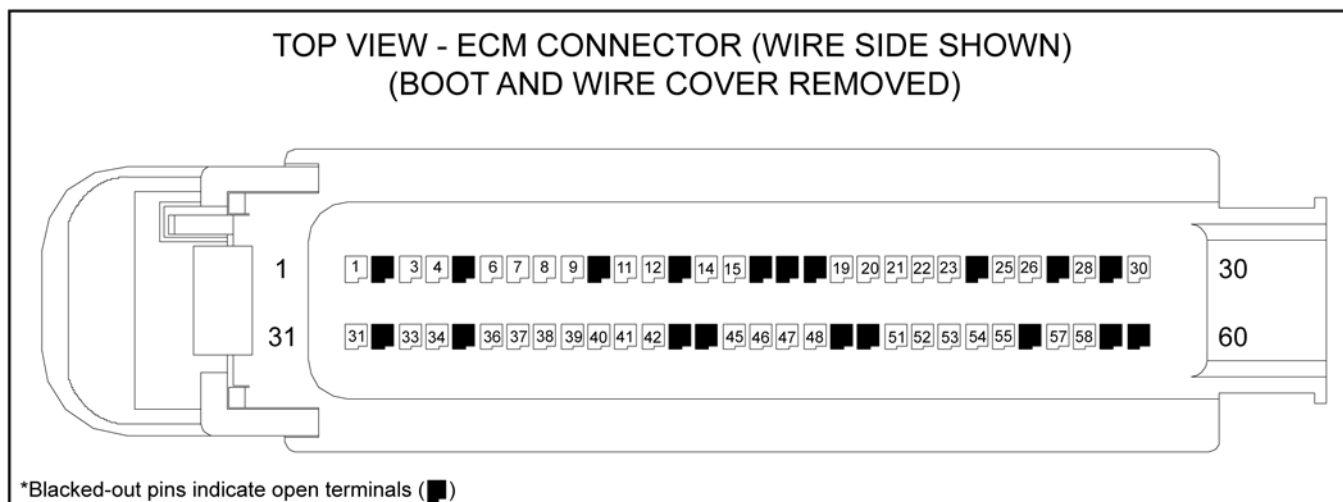 TOP VIEW - ECM CONNECTOR (WIRE SIDE SHOWN)
(BOOT AND WIRE COVER REMOVED)
1 1 3 4 6 7 8 9 11 12 14 15 19 20 21 22 23 25 26 28 30 30
31 31 33 34 36 37 38 39 40 41 42 45 46 47 48 51 52 53 54 55 57 58 60
*Blacked-out pins indicate open terminals ( )